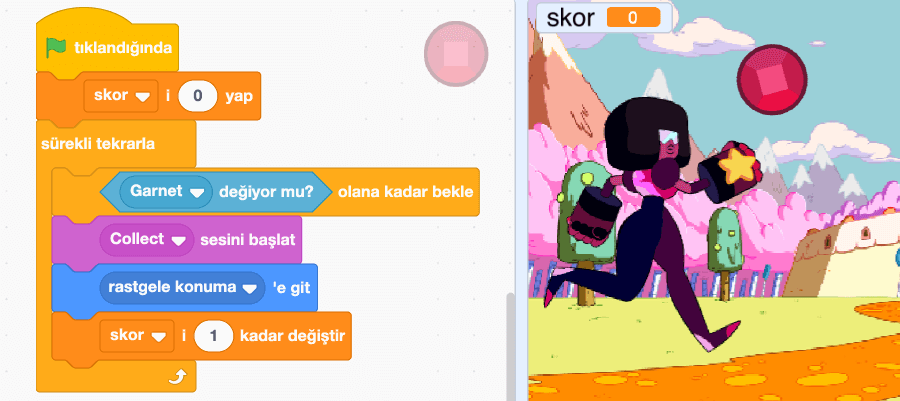 tıklandığında
skor i 0 yap
sürekli tekrarla
Garnet değiyor mu? olana kadar bekle
Collect sesini başlat
rastgele konuma 'e git
skor i 1 kadar değiştir
skor 0